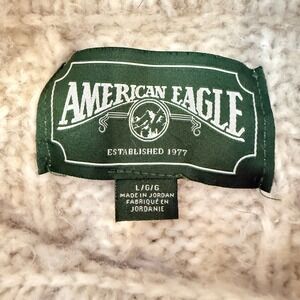 AMERICAN EAGLE
ESTABLISHED 1977
L/G/G
MADE IN JORDAN
FABRIQUÉ EN
JORDANIE